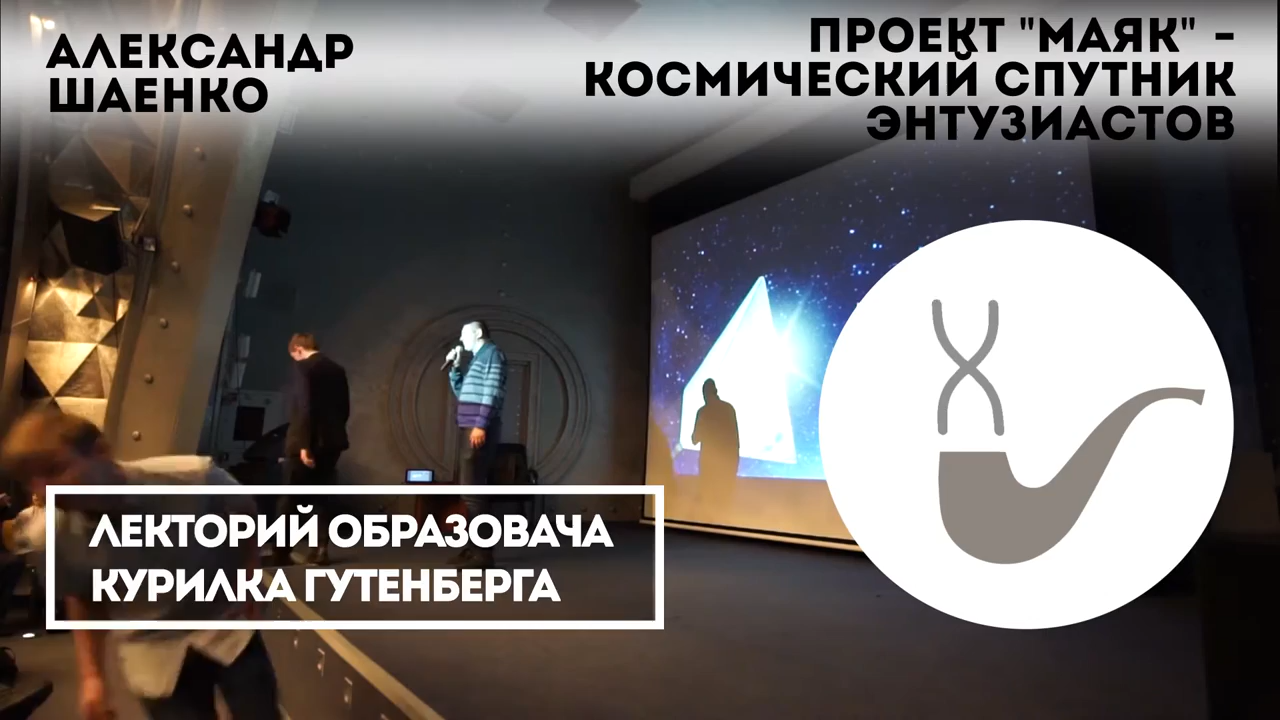 АЛЕКСАНДР
ШАЕНКО
ПРОЕКТ "МАЯК" –
КОСМИЧЕСКИЙ СПУТНИК
ЭНТУЗИАСТОВ
ЛЕКТОРИЙ ОБРАЗОВАЧА
КУРИЛКА ГУТЕНБЕРГА